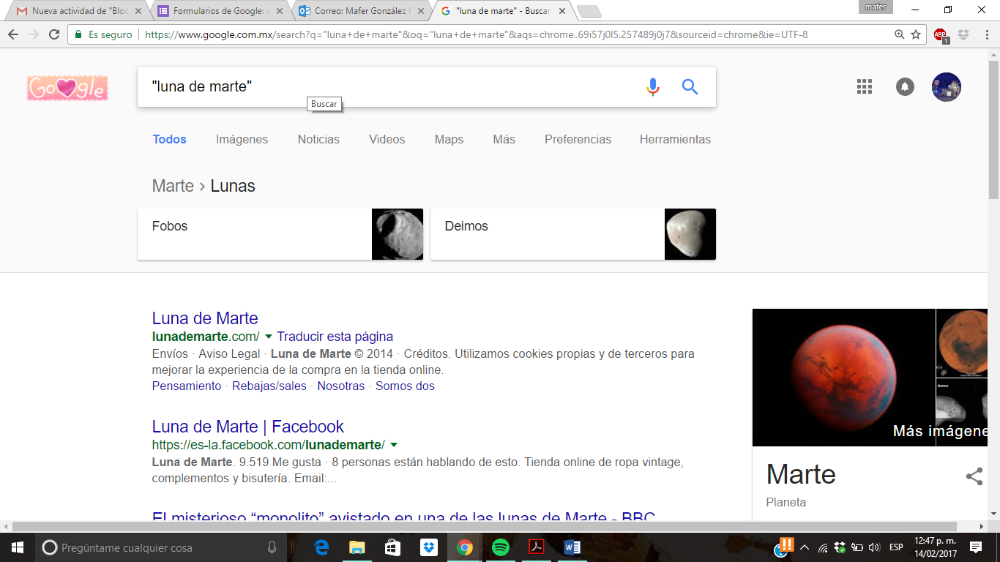 Nueva actividad de "Bloc
Formularios de Google: c
Correo: Mafer González R
"luna de marte" - Buscar
mafer
Es seguro
https://www.google.com.mx/search?q="luna+de+marte"&oq="luna+de+marte"&aqs=chrome..69i57j0l5.257489j0j7&sourceid=chrome&ie=UTF-8
ABP
1
Google
"luna de marte"
Buscar
Todos Imágenes Noticias Videos Maps Más Preferencias Herramientas
Marte › Lunas
Fobos
Deimos
Luna de Marte
lunademarte.com/ Traducir esta página
Envíos · Aviso Legal · Luna de Marte © 2014 · Créditos. Utilizamos cookies propias y de terceros para
mejorar la experiencia de la compra en la tienda online.
Pensamiento · Rebajas/sales · Nosotras · Somos dos
Luna de Marte | Facebook
https://es-la.facebook.com/lunademarte/
Luna de Marte. 9.519 Me gusta · 8 personas están hablando de esto. Tienda online de ropa vintage,
complementos y bisutería. Email:...
El misterioso “monolito” avistado en una de las lunas de Marte - BBC
Más imágene
Marte
Planeta
Pregúntame cualquier cosa
ESP
12:47 p. m.
14/02/2017